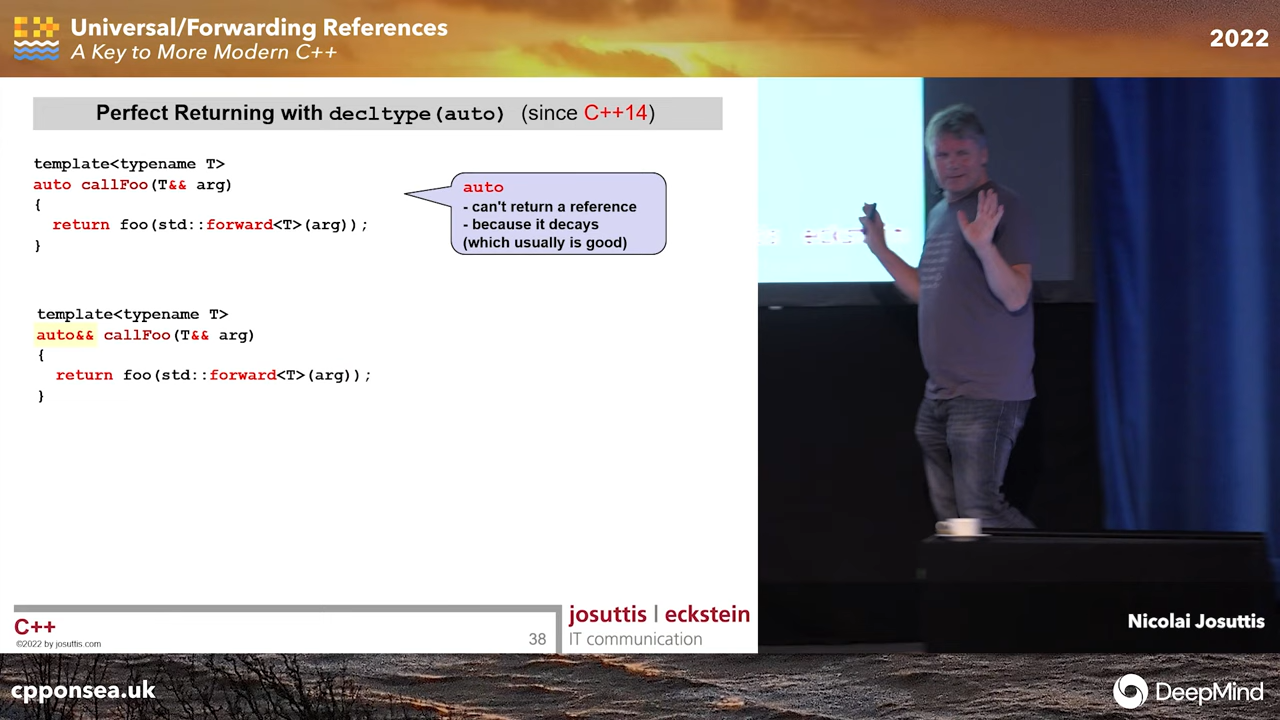 Universal/Forwarding References
A Key to More Modern C++
2022
Perfect Returning with decltype(auto) (since C++14)
template<typename T>
auto callFoo(T&& arg)
{
  return foo(std::forward<T>(arg));
}
auto
- can't return a reference
- because it decays
(which usually is good)
template<typename T>
auto&& callFoo(T&& arg)
{
  return foo(std::forward<T>(arg));
}
C++
©2022 by josuttis.com
38
josuttis | eckstein
IT communication
eckstein
Nicolai Josuttis
cpponsea.uk
DeepMind